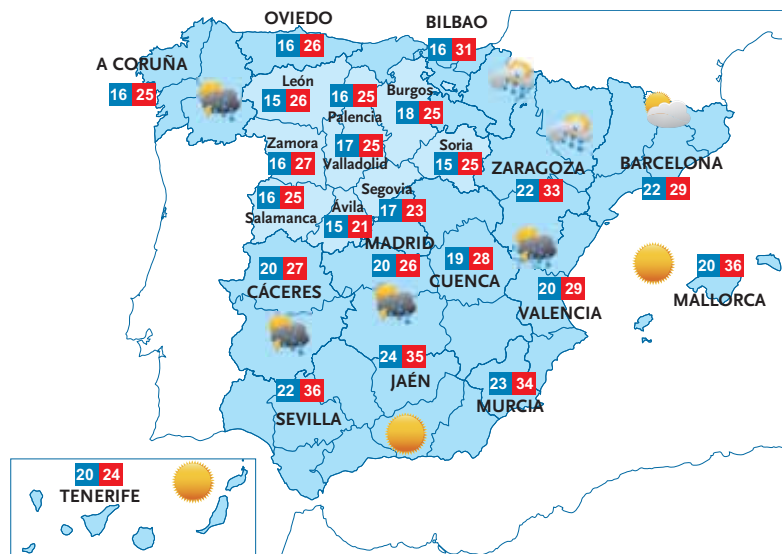 OVIEDO
16 26
BILBAO
16 31
A CORUÑA
16 25
León
15 26
16 25
Palencia
Burgos
18 25
Zamora
16 27
17 25
Valladolid
Soria
15 25
ZARAGOZA
22 33
BARCELONA
22 29
16 25
Salamanca
Ávila
15 21
Segovia
17 23
MADRID
20 26
19 28
CUENCA
20 27
CÁCERES
20 29
VALENCIA
20 36
MALLORCA
24 35
JAÉN
22 36
SEVILLA
23 34
MURCIA
20 24
TENERIFE